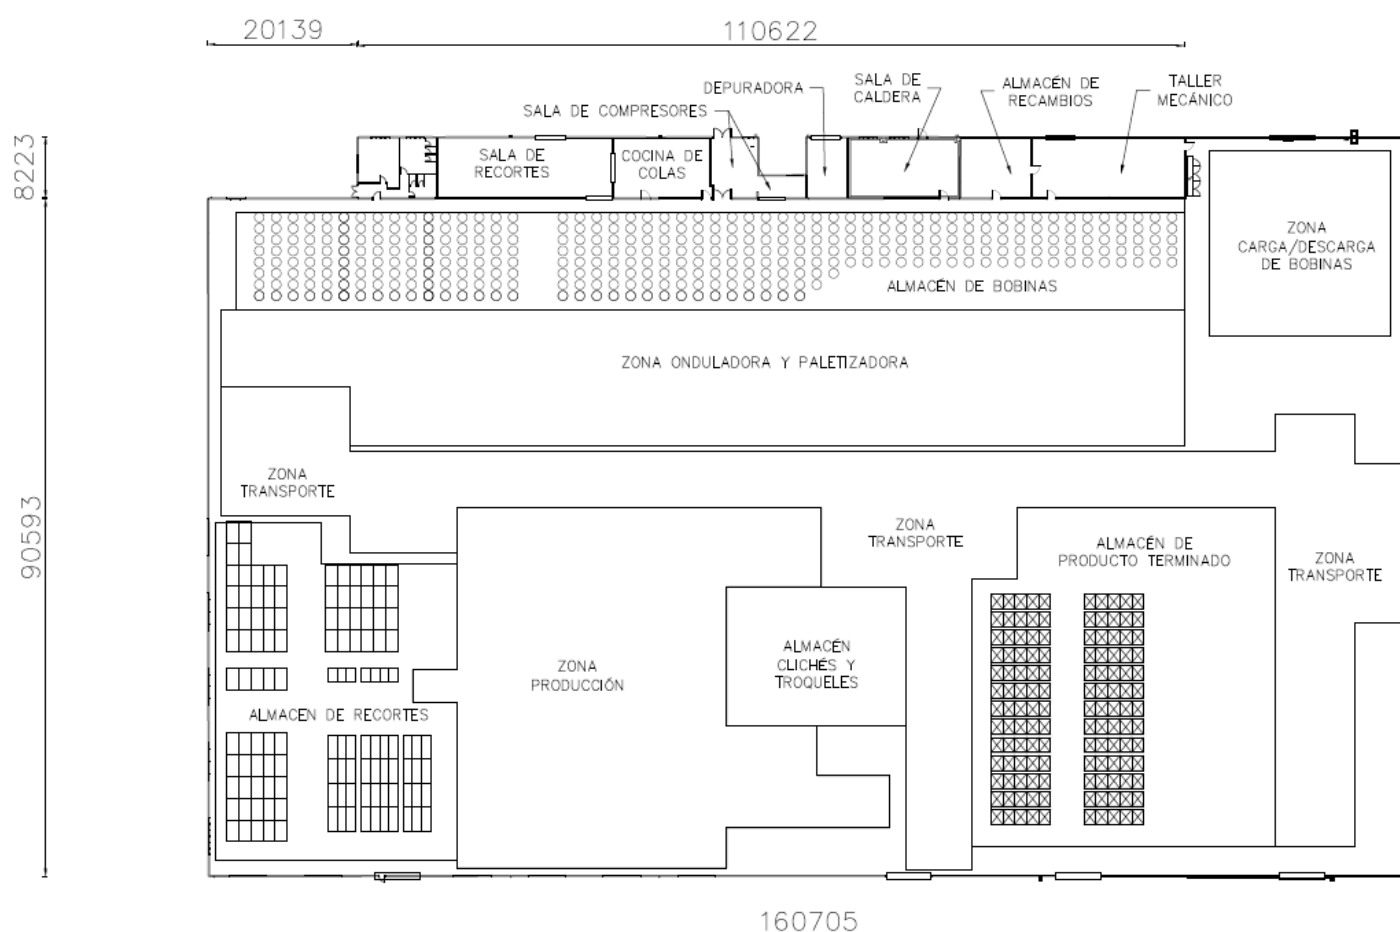 20139
110622
SALA DE
CALDERA
ALMACÉN DE
RECAMBIOS
TALLER
MECÁNICO
DEPURADORA
SALA DE COMPRESORES
8223
SALA DE
RECORTES
COCINA DE
COLAS
ZONA
CARGA/DESCARGA
DE BOBINAS
ALMACÉN DE BOBINAS
ZONA ONDULADORA Y PALETIZADORA
ZONA
TRANSPORTE
90593
ZONA
TRANSPORTE
ALMACÉN DE
PRODUCTO TERMINADO
ZONA
TRANSPORTE
ALMACÉN
CLICHÉS Y
TROQUELES
ZONA
PRODUCCIÓN
ALMACEN DE RECORTES
160705